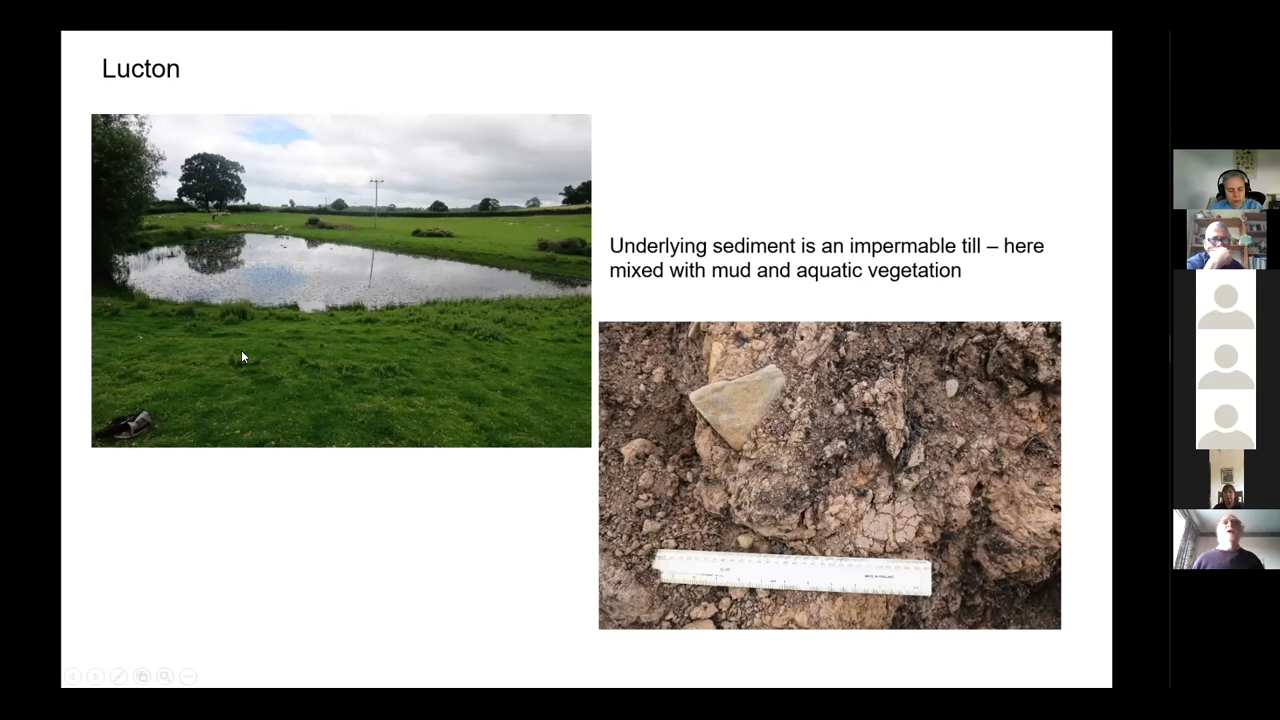 Lucton
Underlying sediment is an impermable till – here
mixed with mud and aquatic vegetation